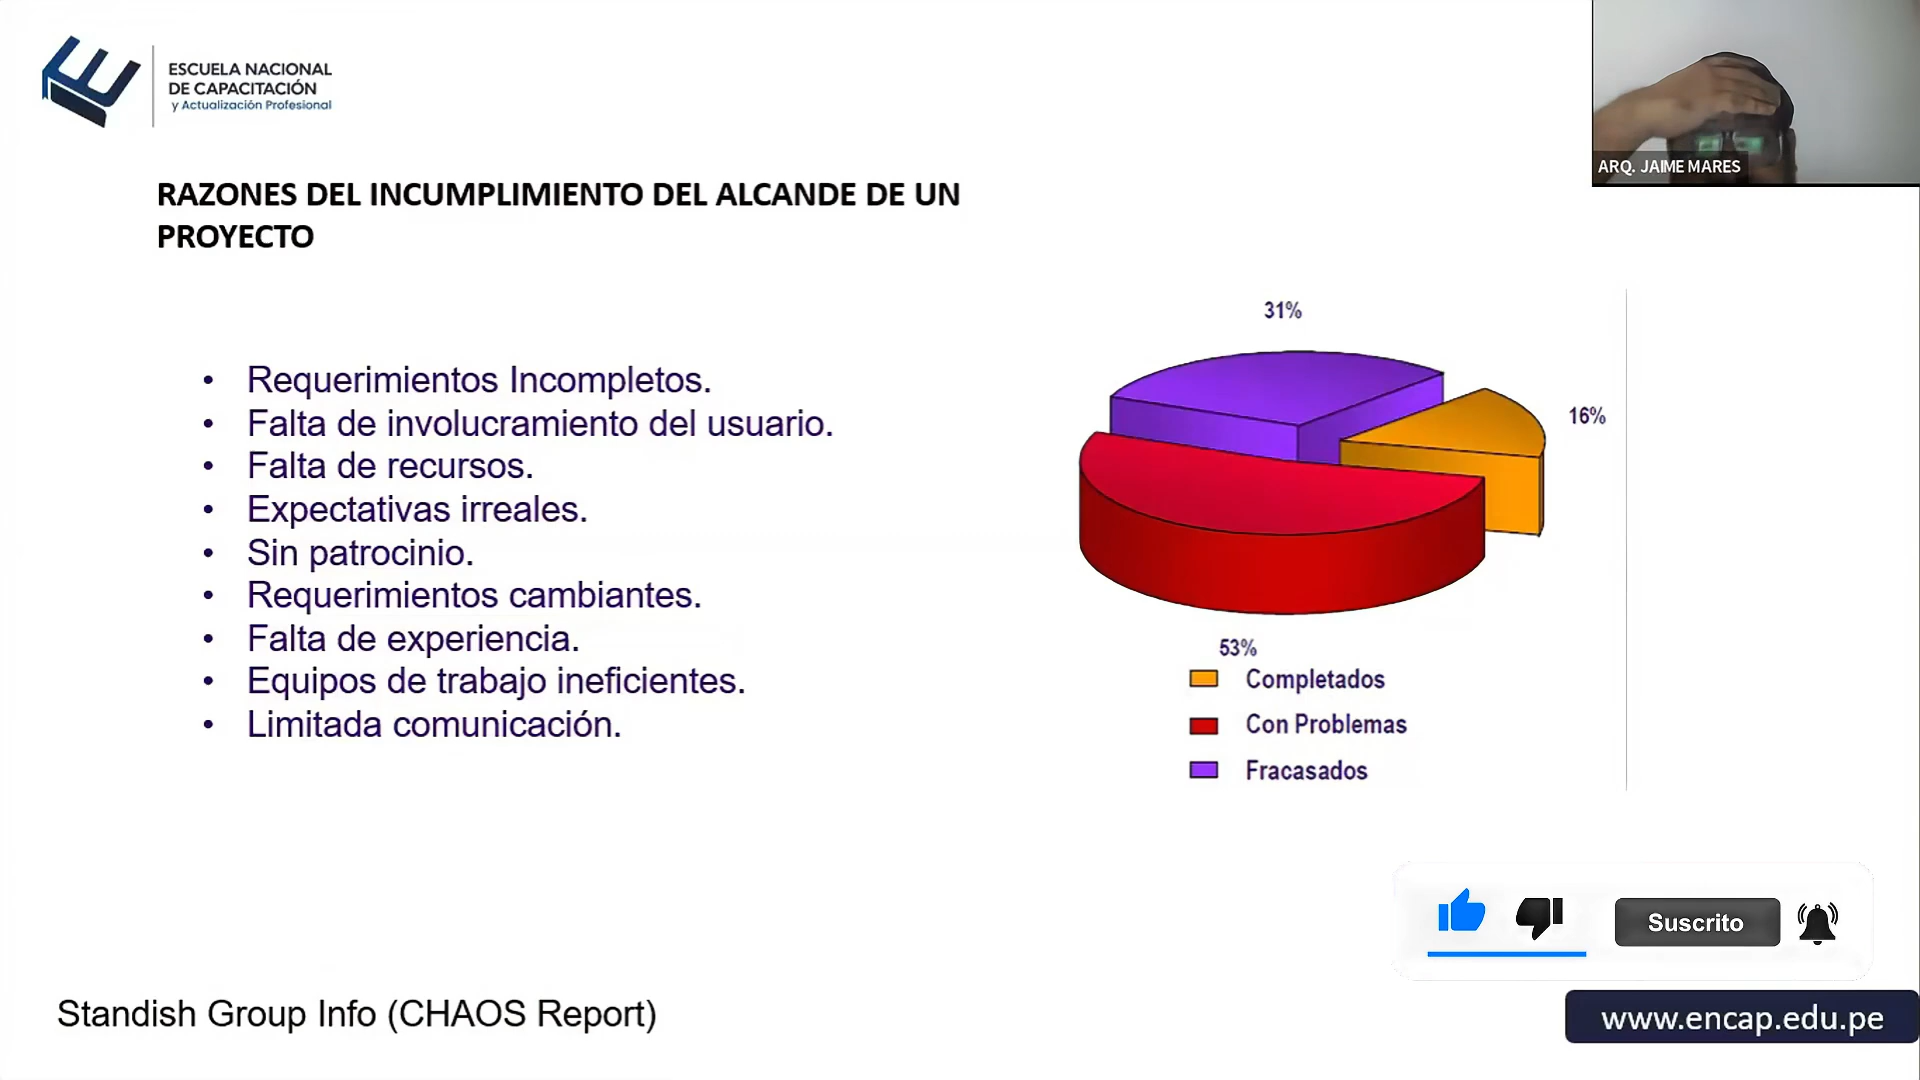 ESCUELA NACIONAL
DE CAPACITACIÓN
y Actualización Profesional
ARQ. JAIME MARES
RAZONES DEL INCUMPLIMIENTO DEL ALCANDE DE UN
PROYECTO
• Requerimientos Incompletos.
• Falta de involucramiento del usuario.
• Falta de recursos.
• Expectativas irreales.
• Sin patrocinio.
• Requerimientos cambiantes.
• Falta de experiencia.
• Equipos de trabajo ineficientes.
• Limitada comunicación.
31%
16%
53%
Completados
Con Problemas
Fracasados
Suscrito
Standish Group Info (CHAOS Report)
www.encap.edu.pe